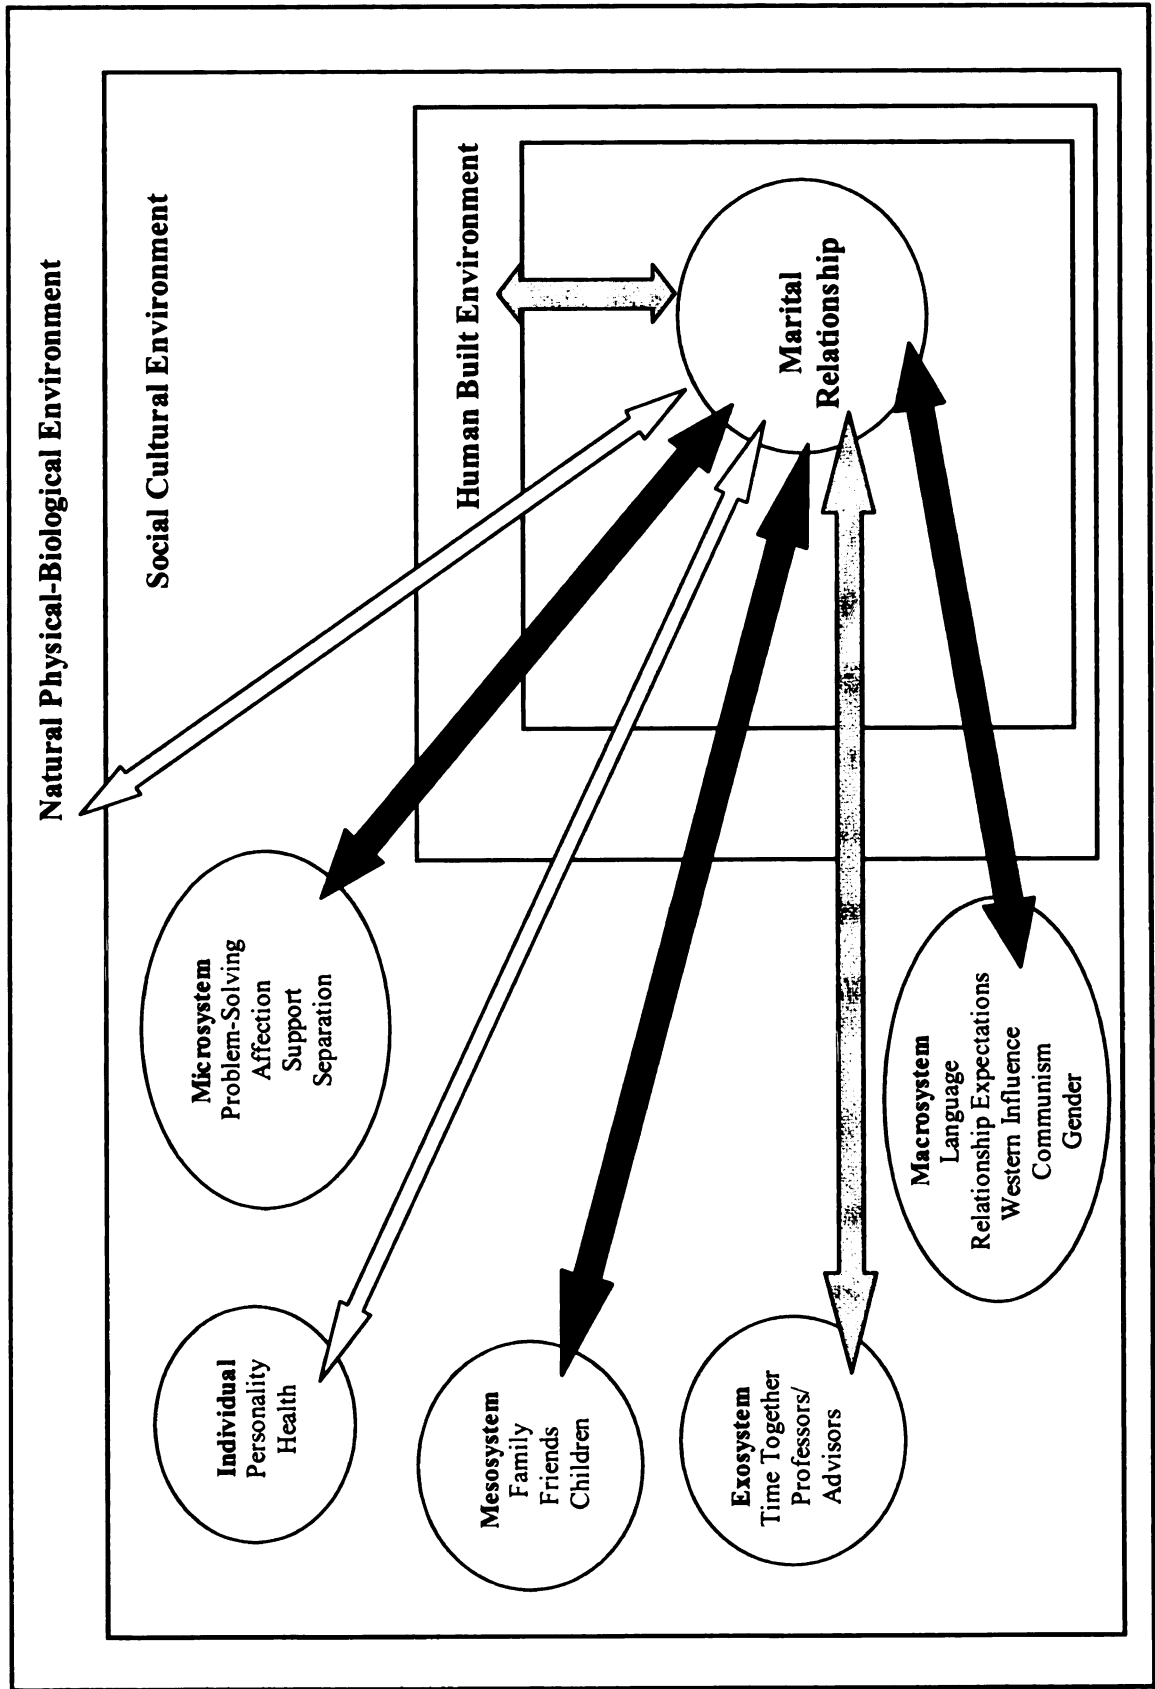 Natural Physical-Biological Environment
Social Cultural Environment
Human Built Environment
Marital
Relationship
Microsystem
Problem-Solving
Affection
Support
Separation
Individual
Personality
Health
Mesosystem
Family
Friends
Children
Exosystem
Time Together
Professors/
Advisors
Macrosystem
Language
Relationship Expectations
Western Influence
Communism
Gender